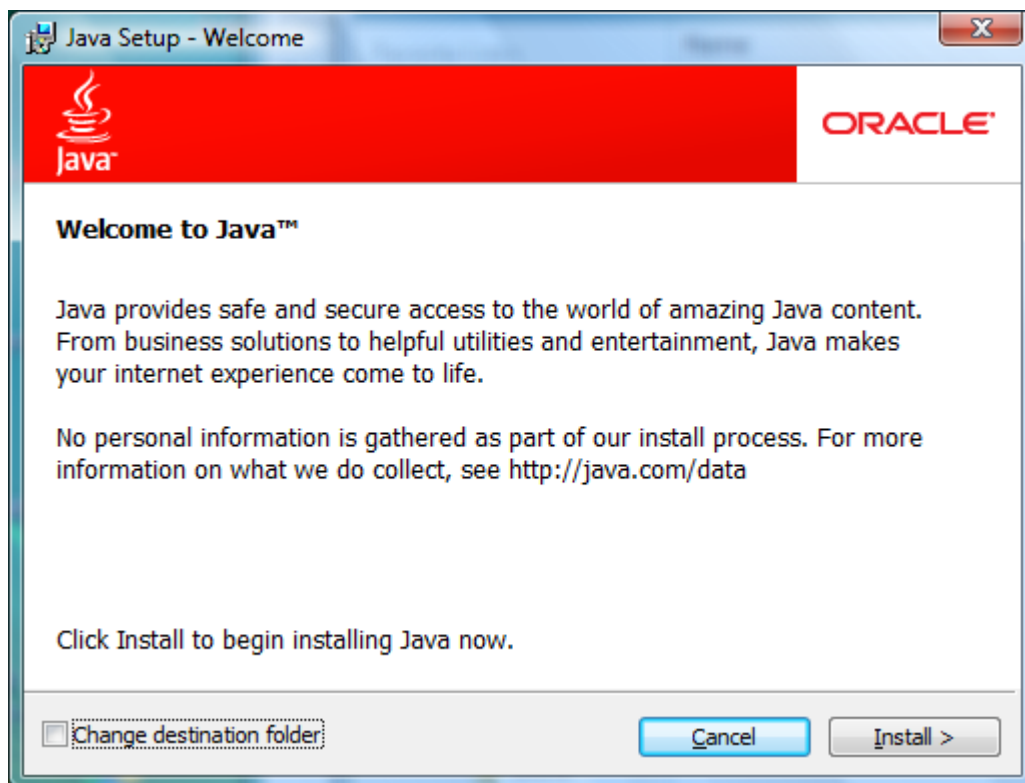 Java Setup - Welcome
Java™
ORACLE®
Welcome to Java™
Java provides safe and secure access to the world of amazing Java content.
From business solutions to helpful utilities and entertainment, Java makes
your internet experience come to life.
No personal information is gathered as part of our install process. For more
information on what we do collect, see http://java.com/data
Click Install to begin installing Java now.
Change destination folder
Cancel
Install >